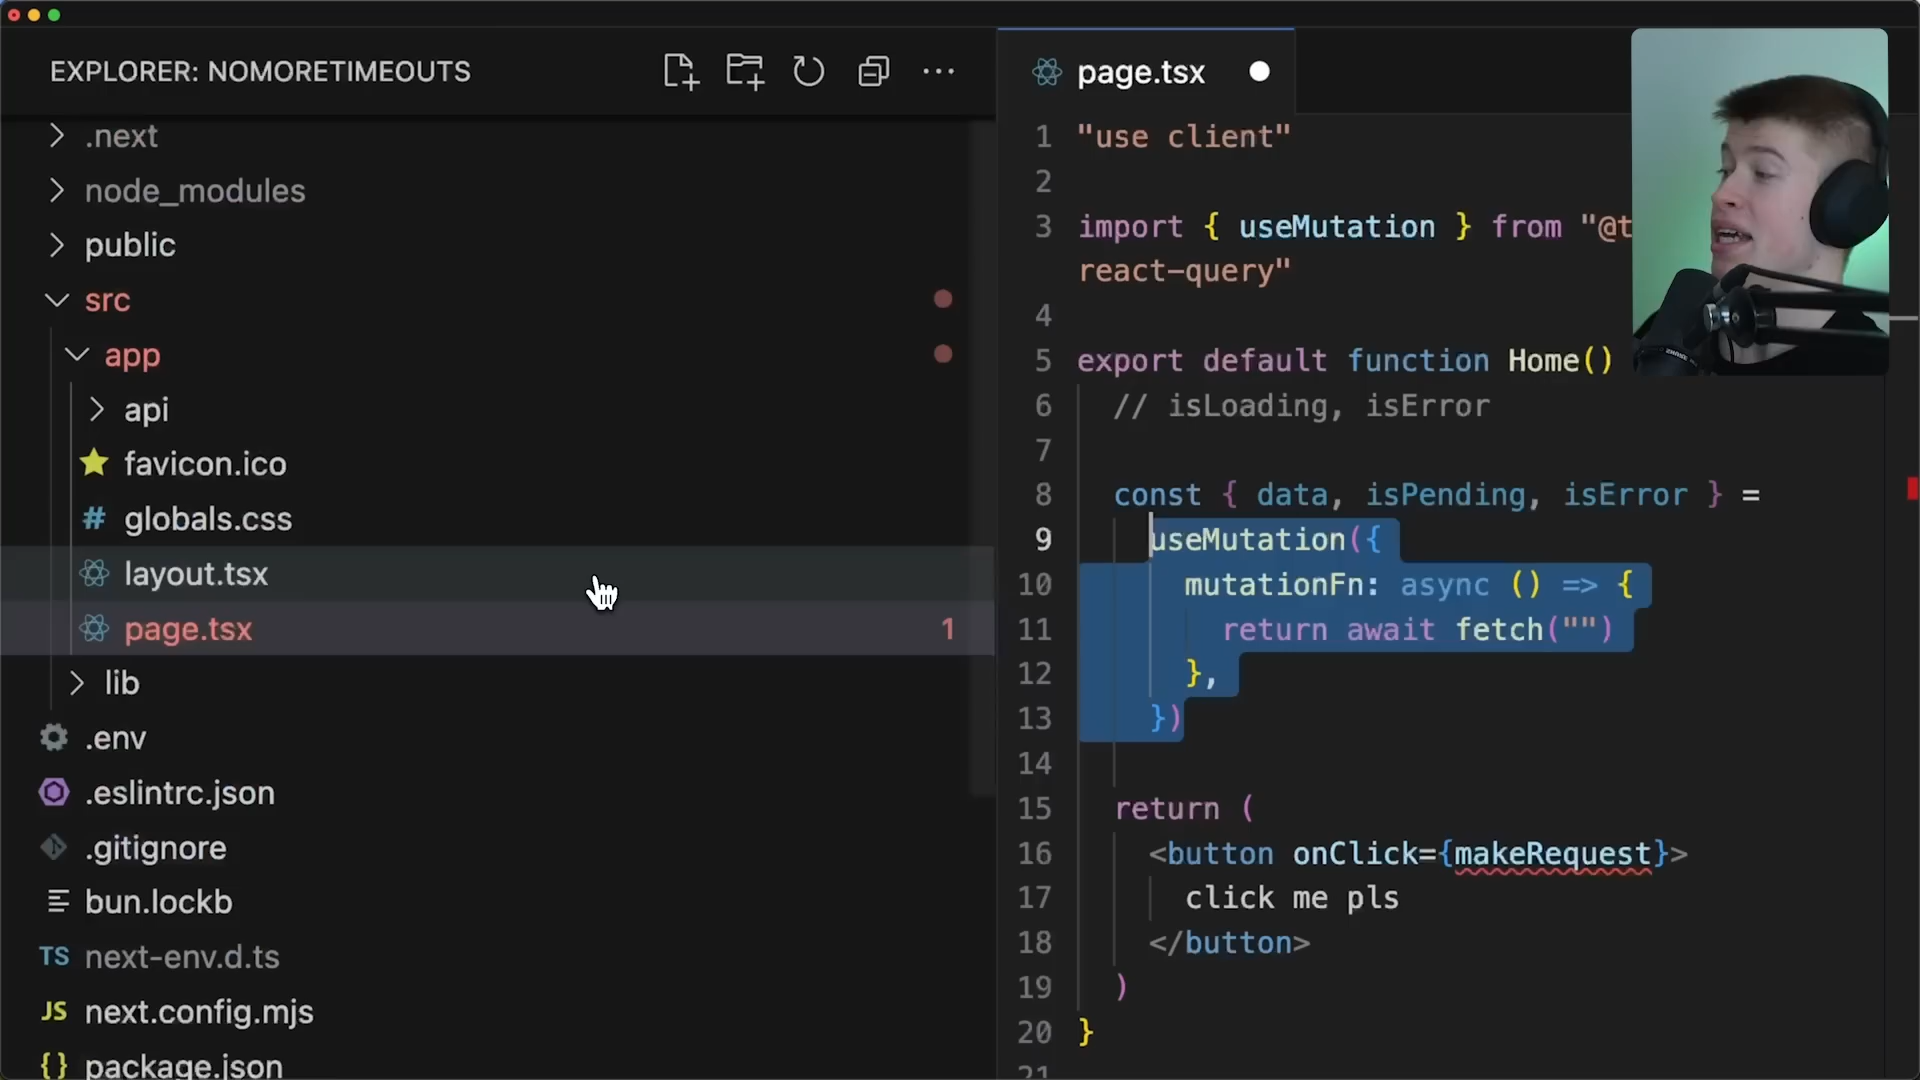 EXPLORER: NOMORETIMEOUTS
.next
node_modules
public
src
app
api
favicon.ico
# globals.css
layout.tsx
page.tsx 1
lib
.env
.eslintrc.json
.gitignore
bun.lockb
TS next-env.d.ts
JS next.config.mjs
{} package.json
page.tsx
1 "use client"
2
3 import { useMutation } from "@t
react-query"
4
5 export default function Home()
6 // isLoading, isError
7
8 const { data, isPending, isError } =
9 useMutation({
10 mutationFn: async () => {
11 return await fetch("")
12 },
13 })
14
15 return (
16 <button onClick={makeRequest}>
17 click me pls
18 </button>
19 )
20 }
21